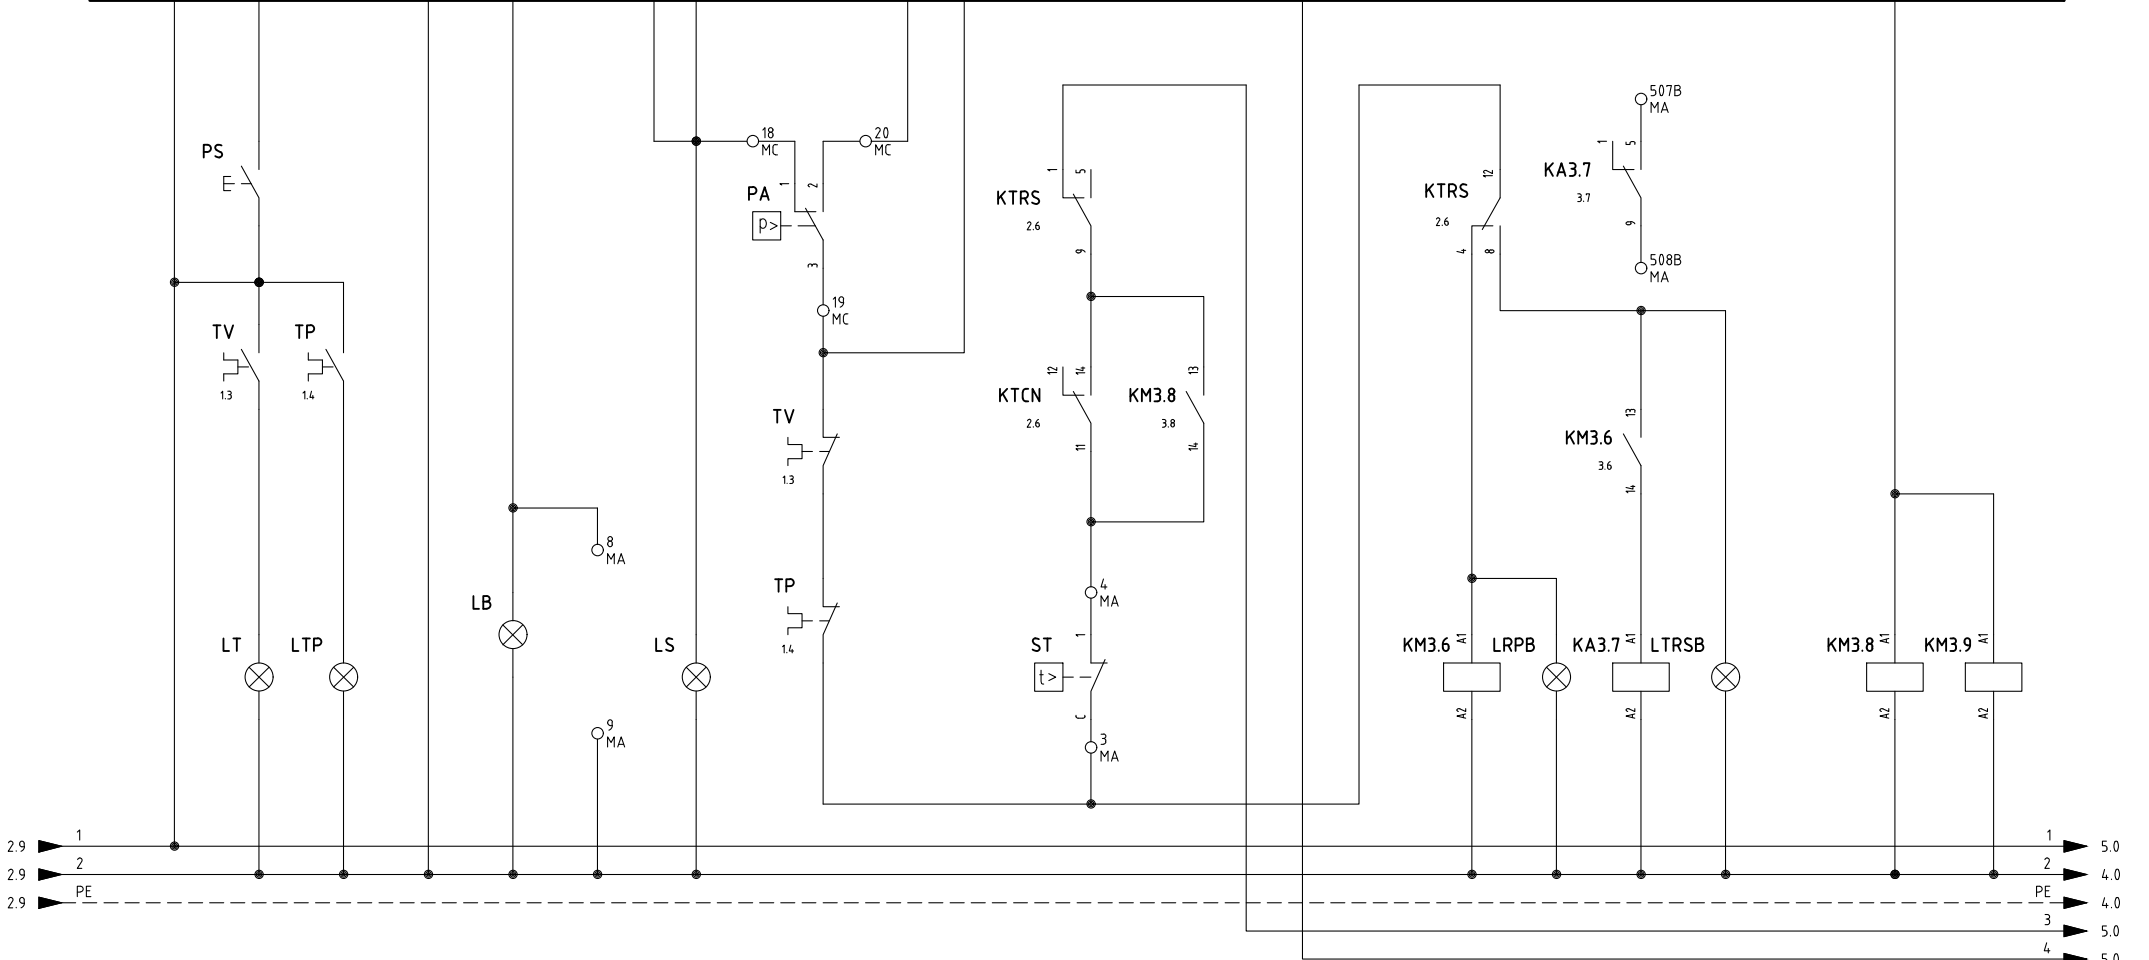 507B
MA
18
MC
20
MC
PS
1
5
KA3.7
3.7
9
508B
MA
1
2
PA
p>
3
1
5
KTRS
2.6
9
12
KTRS
2.6
4
8
19
MC
TV
1.3
TP
1.4
12
14
KTCN
2.6
11
13
KM3.8
3.8
14
TV
1.3
13
KM3.6
3.6
14
8
MA
TP
1.4
4
MA
LB
LT
LTP
LS
1
ST
t>
C
3
MA
A1
KM3.6
A2
LRPB
A1
KA3.7
A2
LTRSB
A1
KM3.8
A2
A1
KM3.9
A2
9
MA
2.9
1
1
5.0
2.9
2
2
4.0
2.9
PE
PE
4.0
3
5.0
4
5.0